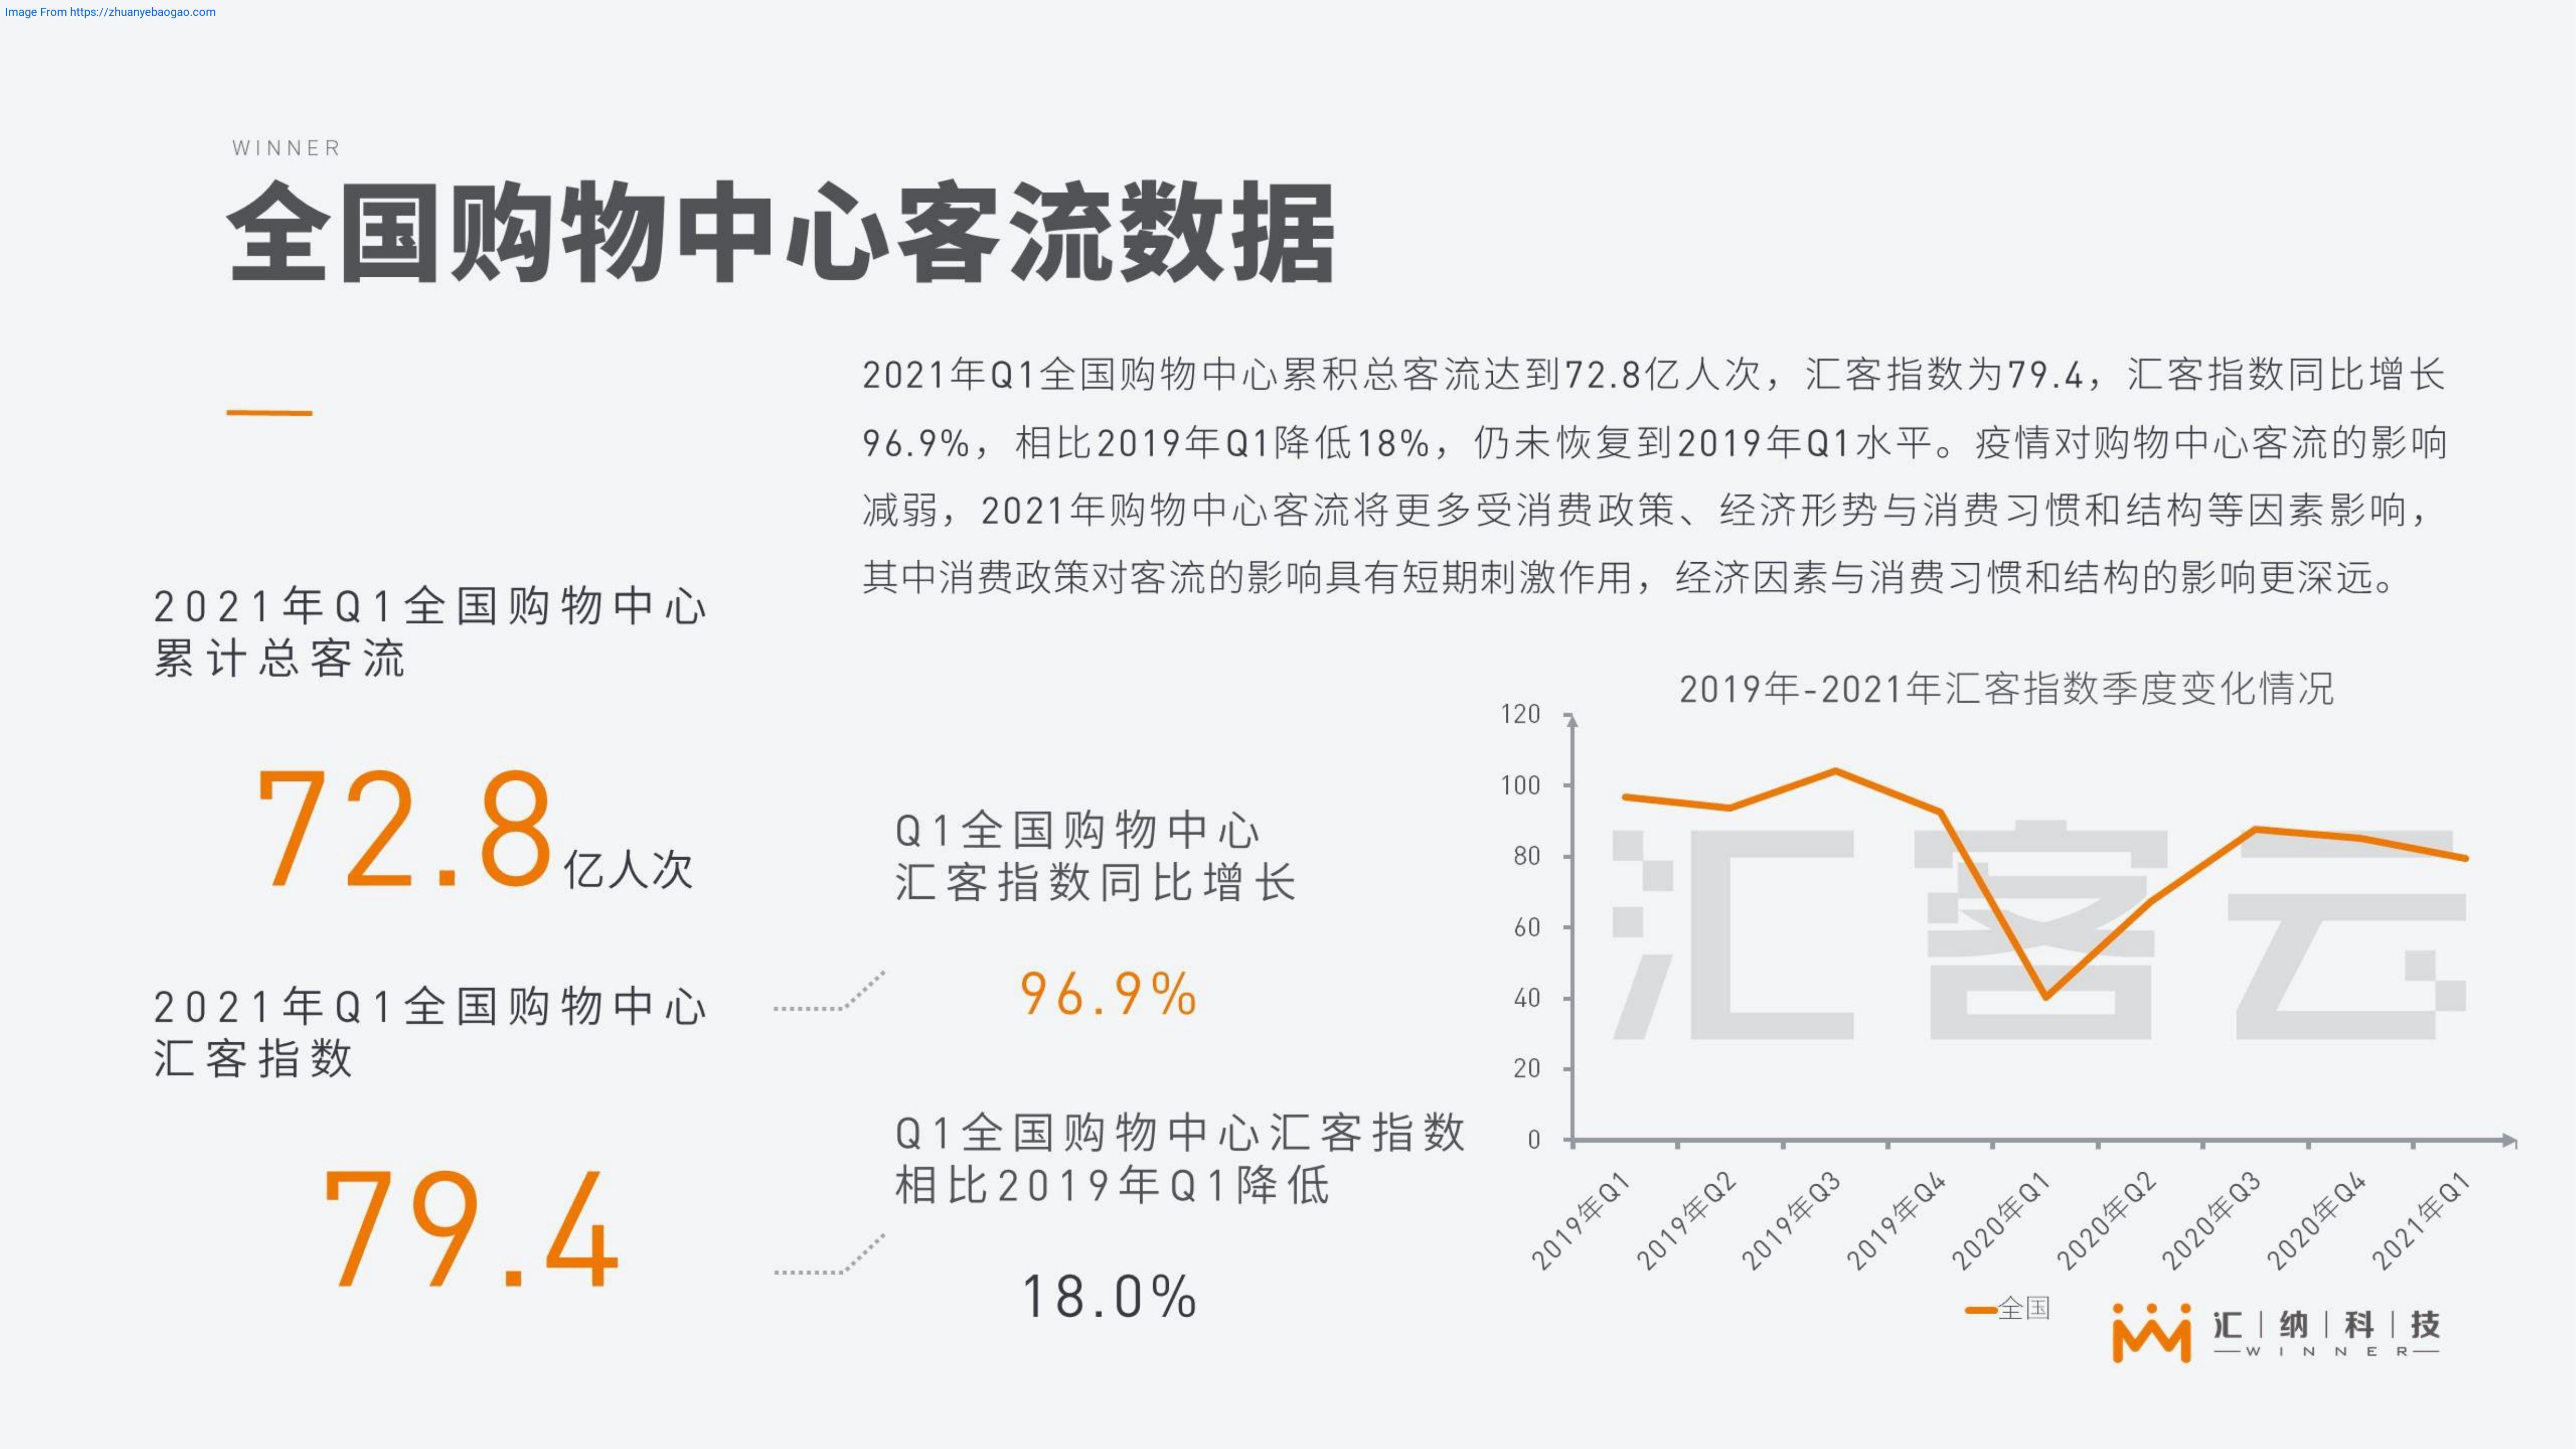 Image From https://zhuanyebaogao.com
WINNER
全国购物中心客流数据
2021年Q1全国购物中心累积总客流达到72.8亿人次，汇客指数为79.4，汇客指数同比增长
96.9%，相比2019年Q1降低18%，仍未恢复到2019年Q1水平。疫情对购物中心客流的影响
减弱，2021年购物中心客流将更多受消费政策、经济形势与消费习惯和结构等因素影响，
其中消费政策对客流的影响具有短期刺激作用，经济因素与消费习惯和结构的影响更深远。
2021年Q1全国购物中心
累计总客流
72.8亿人次
2021年Q1全国购物中心
汇客指数
79.4
Q1全国购物中心
汇客指数同比增长
96.9%
Q1全国购物中心汇客指数
相比2019年Q1降低
18.0%
2019年-2021年汇客指数季度变化情况
120
100
80
60
40
20
0
汇客云
2019年Q1
2019年Q2
2019年Q3
2019年Q4
2020年Q1
2020年Q2
2020年Q3
2020年Q4
2021年Q1
全国
汇|纳|科|技
WINNER